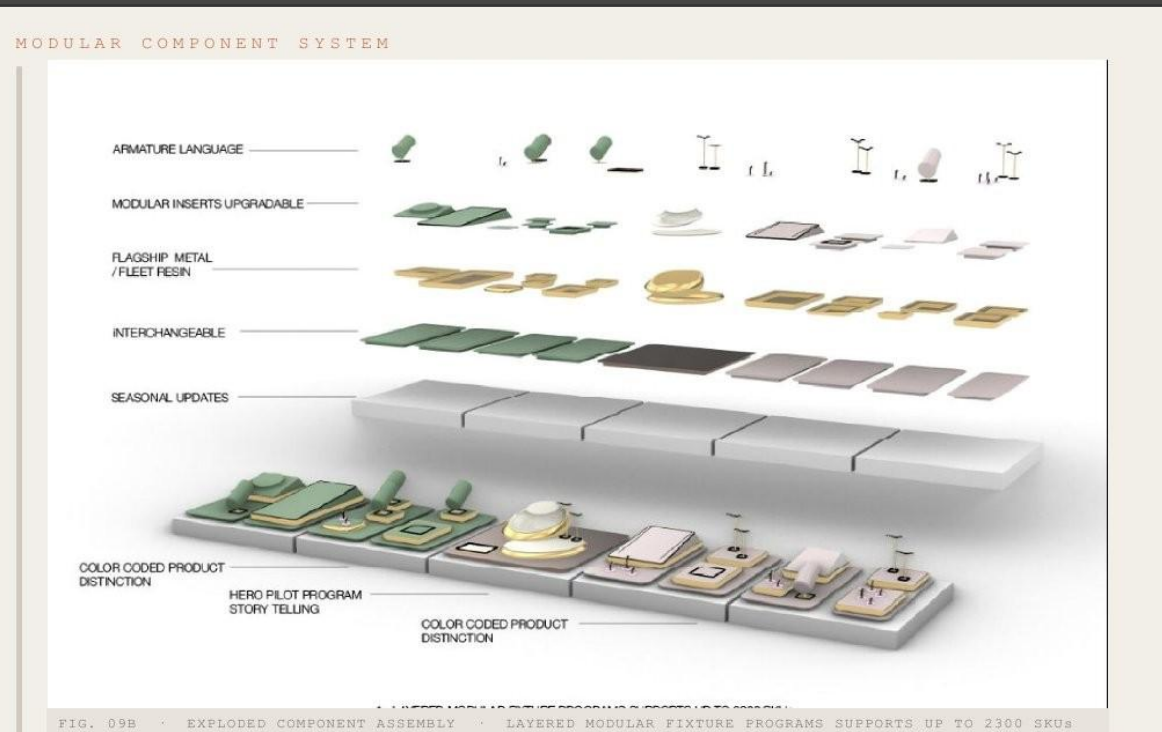 MODULAR COMPONENT SYSTEM
ARMATURE LANGUAGE
MODULAR INSERTS UPGRADABLE
FLAGSHIP METAL
/ FLEET RESIN
INTERCHANGEABLE
SEASONAL UPDATES
COLOR CODED PRODUCT
DISTINCTION
HERO PILOT PROGRAM
STORY TELLING
COLOR CODED PRODUCT
DISTINCTION
FIG. 09B · EXPLODED COMPONENT ASSEMBLY · LAYERED MODULAR FIXTURE PROGRAMS SUPPORTS UP TO 2300 SKUs